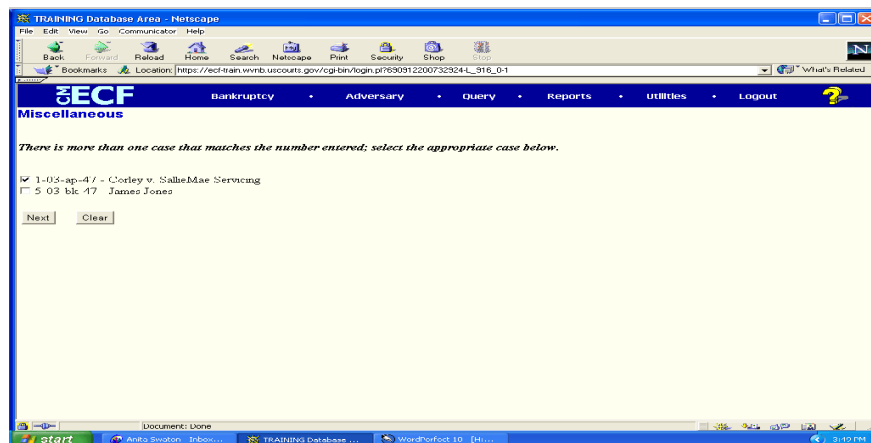 TRAINING Database Area - Netscape
File Edit View Go Communicator Help
Back Forward Reload Home Search Netscape Print Security Shop Stop
Bookmarks Location: https://ecf-train.wvnb.uscourts.gov/cgi-bin/login.pl?690912200732924-L_916_0-1 What's Related
CM ECF Bankruptcy • Adversary • Query • Reports • Utilities • Logout ?
Miscellaneous
There is more than one case that matches the number entered; select the appropriate case below.
1-03-ap-47 - Corley v. SallieMae Servicing
5-03-bk-47 - James Jones
Next Clear
Document: Done
start Anita Swaton Inbox... TRAINING Database ... WordPerfect 10 [Hi... 3:49 PM